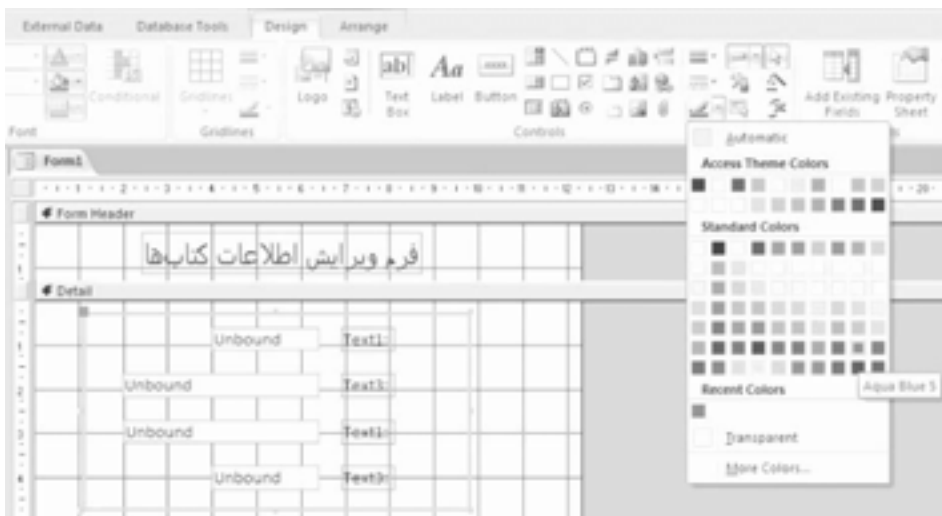 External Data Database Tools Design Arrange
Conditional Gridlines Logo Text Box Label Button Add Existing Fields Property Sheet
ab| Aa
Font Gridlines Controls
Automatic
Form1
Access Theme Colors
Form Header
Standard Colors
فرم ویرایش اطلاعات کتاب‌ها
Detail
Unbound Text1:
Unbound Text3:
Aqua Blue 5
Recent Colors
Unbound Text1:
Transparent
More Colors...
Unbound Text3: